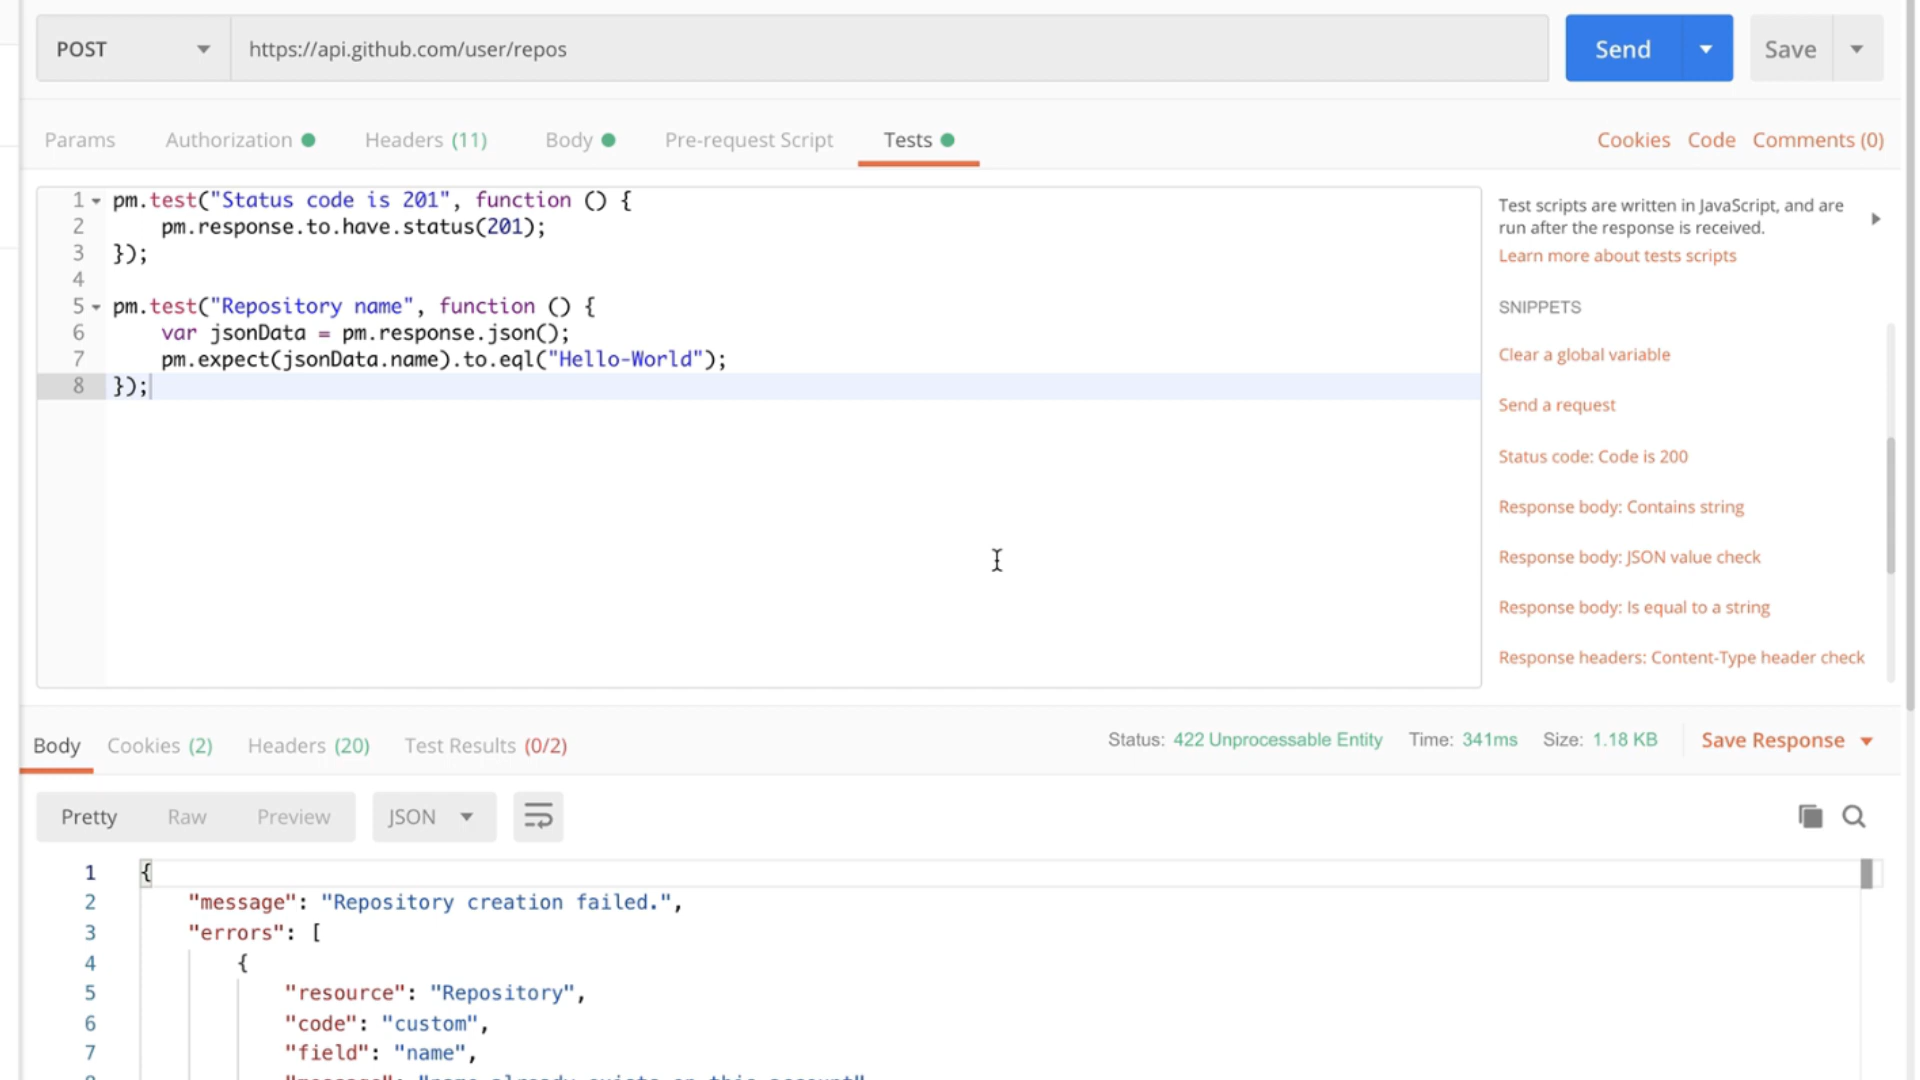 POST https://api.github.com/user/repos Send Save
Params Authorization Headers (11) Body Pre-request Script Tests Cookies Code Comments (0)
1 pm.test("Status code is 201", function () {
2 pm.response.to.have.status(201);
3 });
4
5 pm.test("Repository name", function () {
6 var jsonData = pm.response.json();
7 pm.expect(jsonData.name).to.eql("Hello-World");
8 });
Test scripts are written in JavaScript, and are
run after the response is received.
Learn more about tests scripts
SNIPPETS
Clear a global variable
Send a request
Status code: Code is 200
Response body: Contains string
Response body: JSON value check
Response body: Is equal to a string
Response headers: Content-Type header check
Body Cookies (2) Headers (20) Test Results (0/2) Status: 422 Unprocessable Entity Time: 341ms Size: 1.18 KB Save Response
Pretty Raw Preview JSON
1 {
2 "message": "Repository creation failed.",
3 "errors": [
4 {
5 "resource": "Repository",
6 "code": "custom",
7 "field": "name",
8 "message": "name already exists on this account"